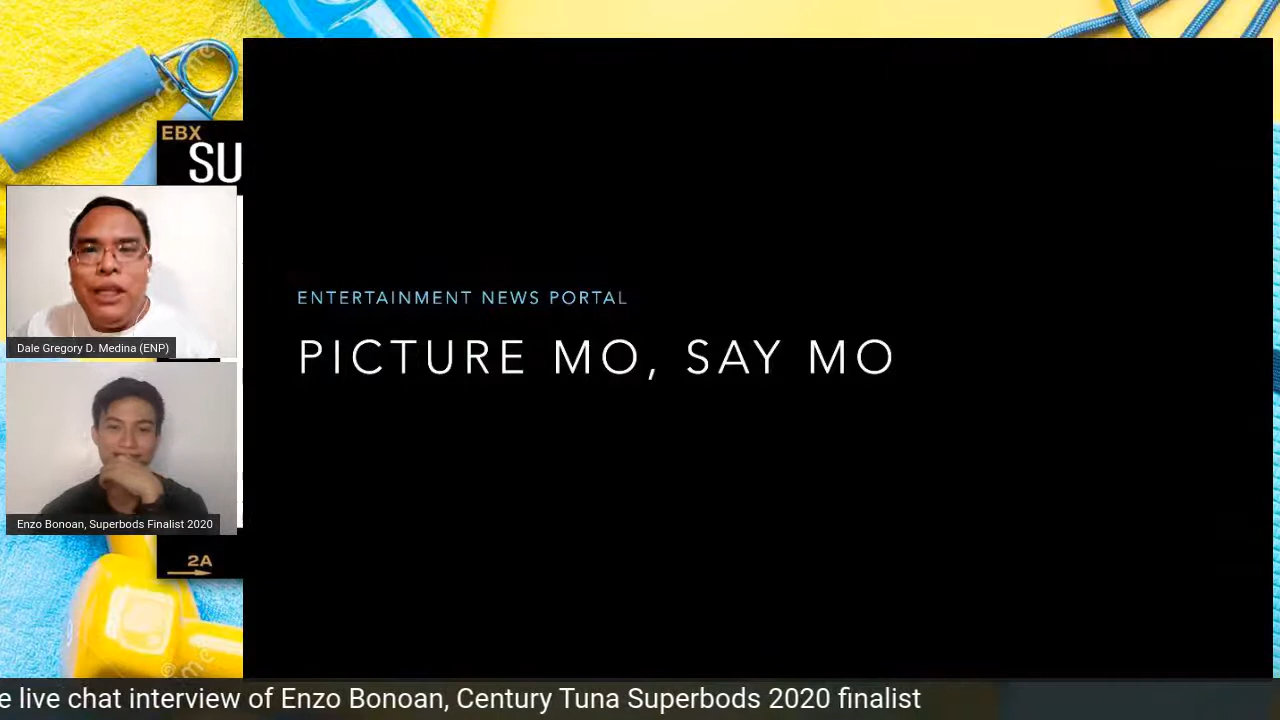 EBX
SU
Dale Gregory D. Medina (ENP)
Enzo Bonoan, Superbods Finalist 2020
2A
ENTERTAINMENT NEWS PORTAL
PICTURE MO, SAY MO
e live chat interview of Enzo Bonoan, Century Tuna Superbods 2020 finalist